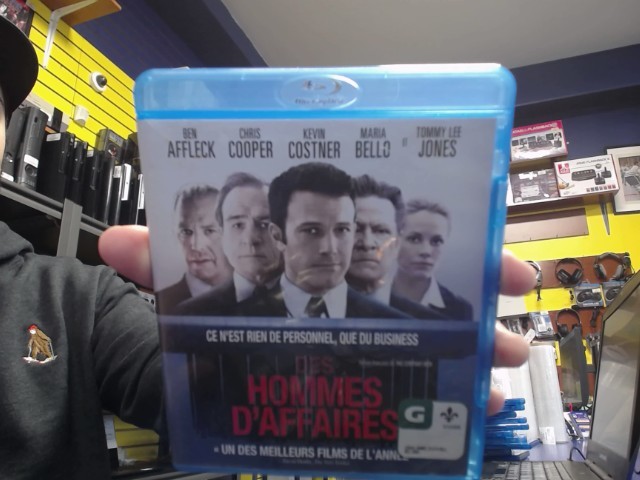 BEN AFFLECK
CHRIS COOPER
KEVIN COSTNER
MARIA BELLO
et TOMMY LEE JONES
CE N'EST RIEN DE PERSONNEL, QUE DU BUSINESS
DES
HOMMES
D'AFFAIRES
« UN DES MEILLEURS FILMS DE L'ANNÉE
G